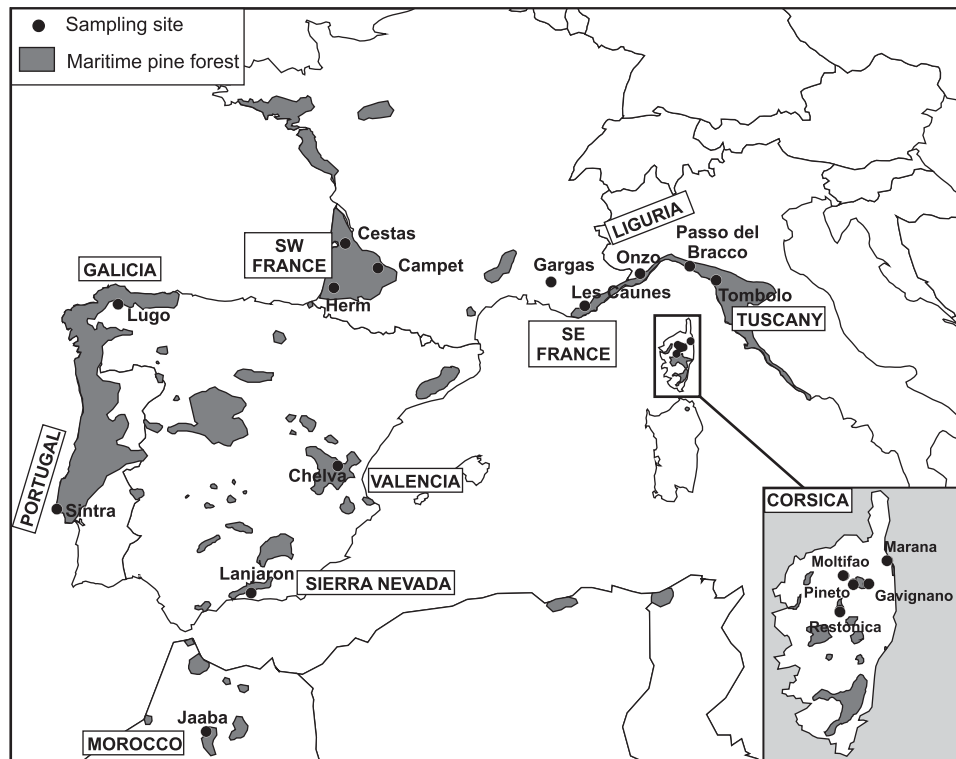 Sampling site
Maritime pine forest
LIGURIA
Passo del
Bracco
Cestas
SW
FRANCE
Campet
Onzo
GALICIA
Gargas
Herm
Les Caunes
Tombolo
Lugo
TUSCANY
SE
FRANCE
PORTUGAL
Chelva
VALENCIA
Sintra
CORSICA
Marana
Moltifao
Lanjaron
SIERRA NEVADA
Pineto
Gavignano
Restonica
Jaaba
MOROCCO